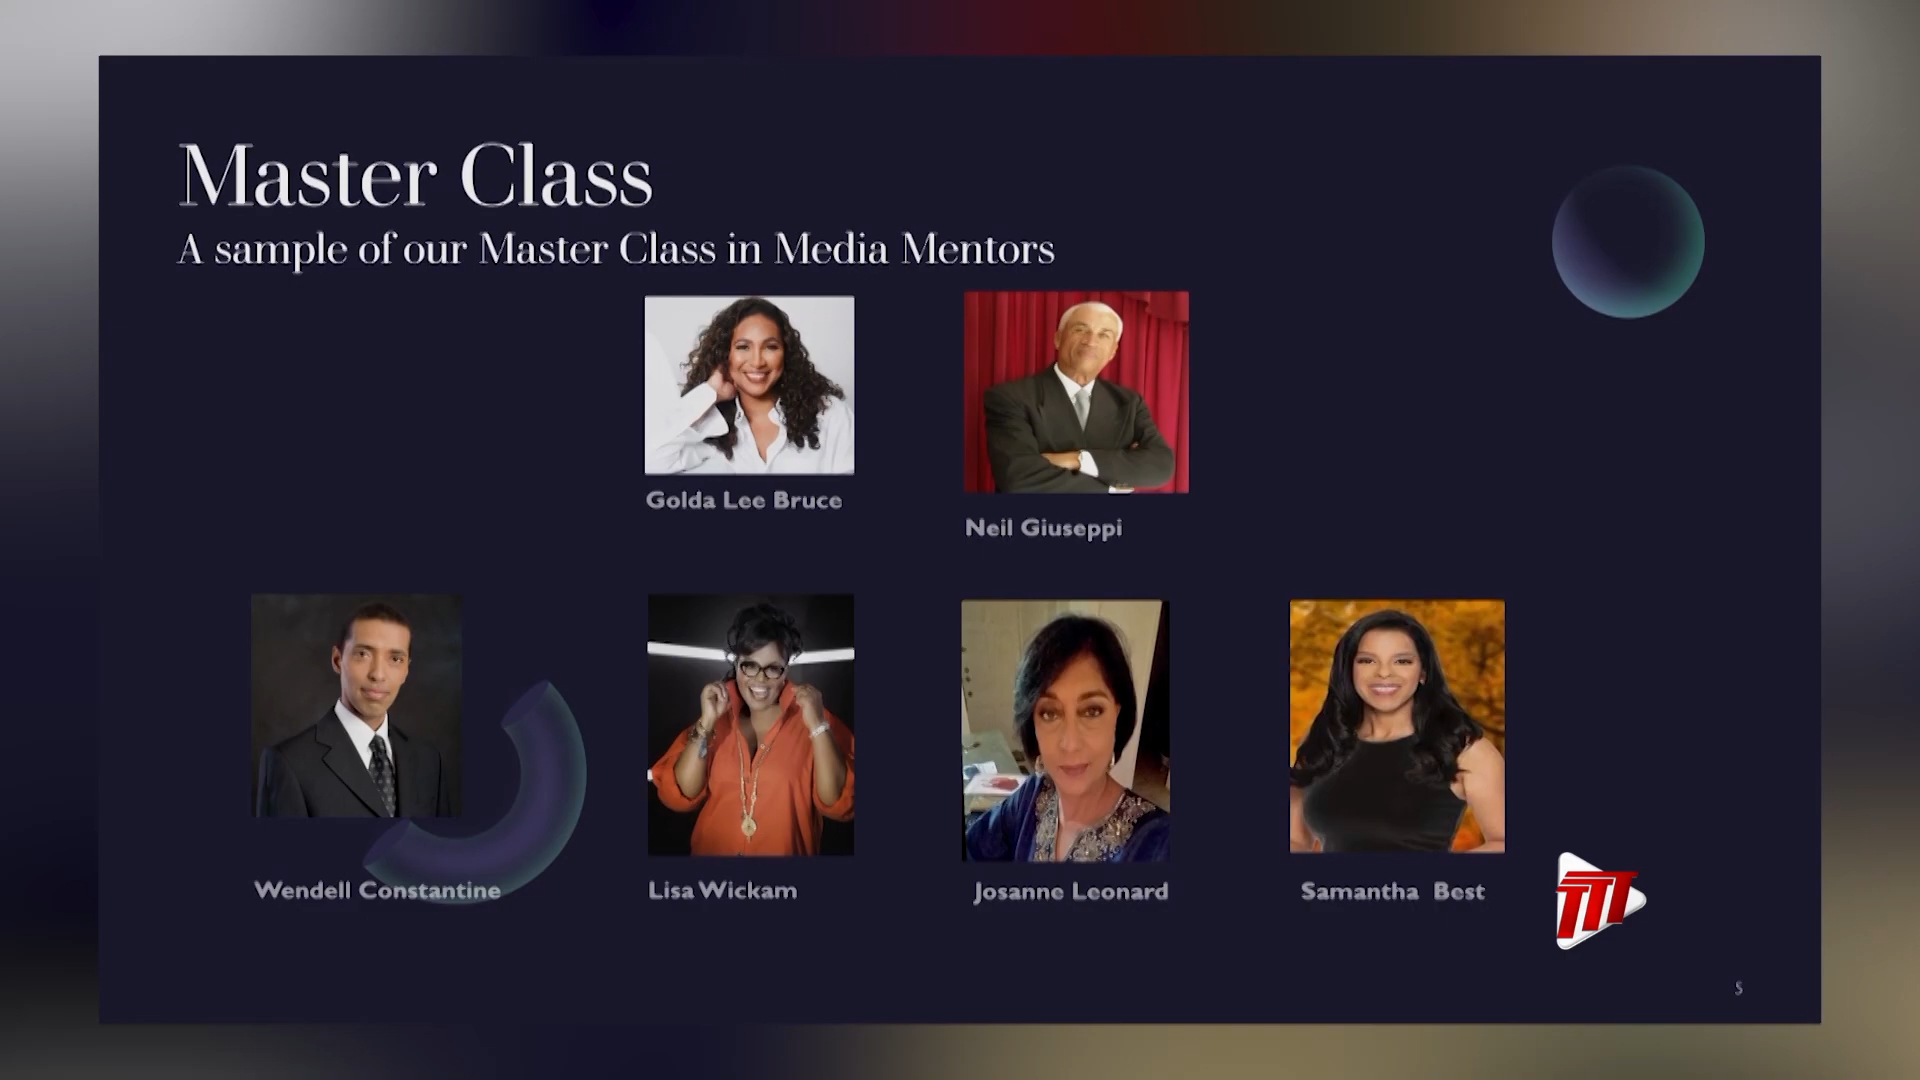 Master Class
A sample of our Master Class in Media Mentors
Golda Lee Bruce
Neil Giuseppi
Wendell Constantine
Lisa Wickam
Josanne Leonard
Samantha Best
TTT
5